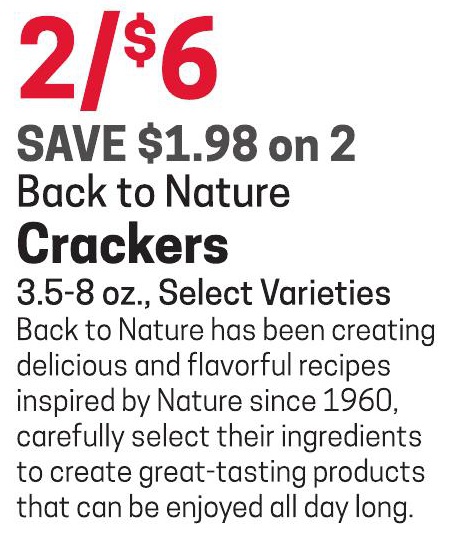 2/$6
SAVE $1.98 on 2
Back to Nature
Crackers
3.5-8 oz., Select Varieties
Back to Nature has been creating
delicious and flavorful recipes
inspired by Nature since 1960,
carefully select their ingredients
to create great-tasting products
that can be enjoyed all day long.